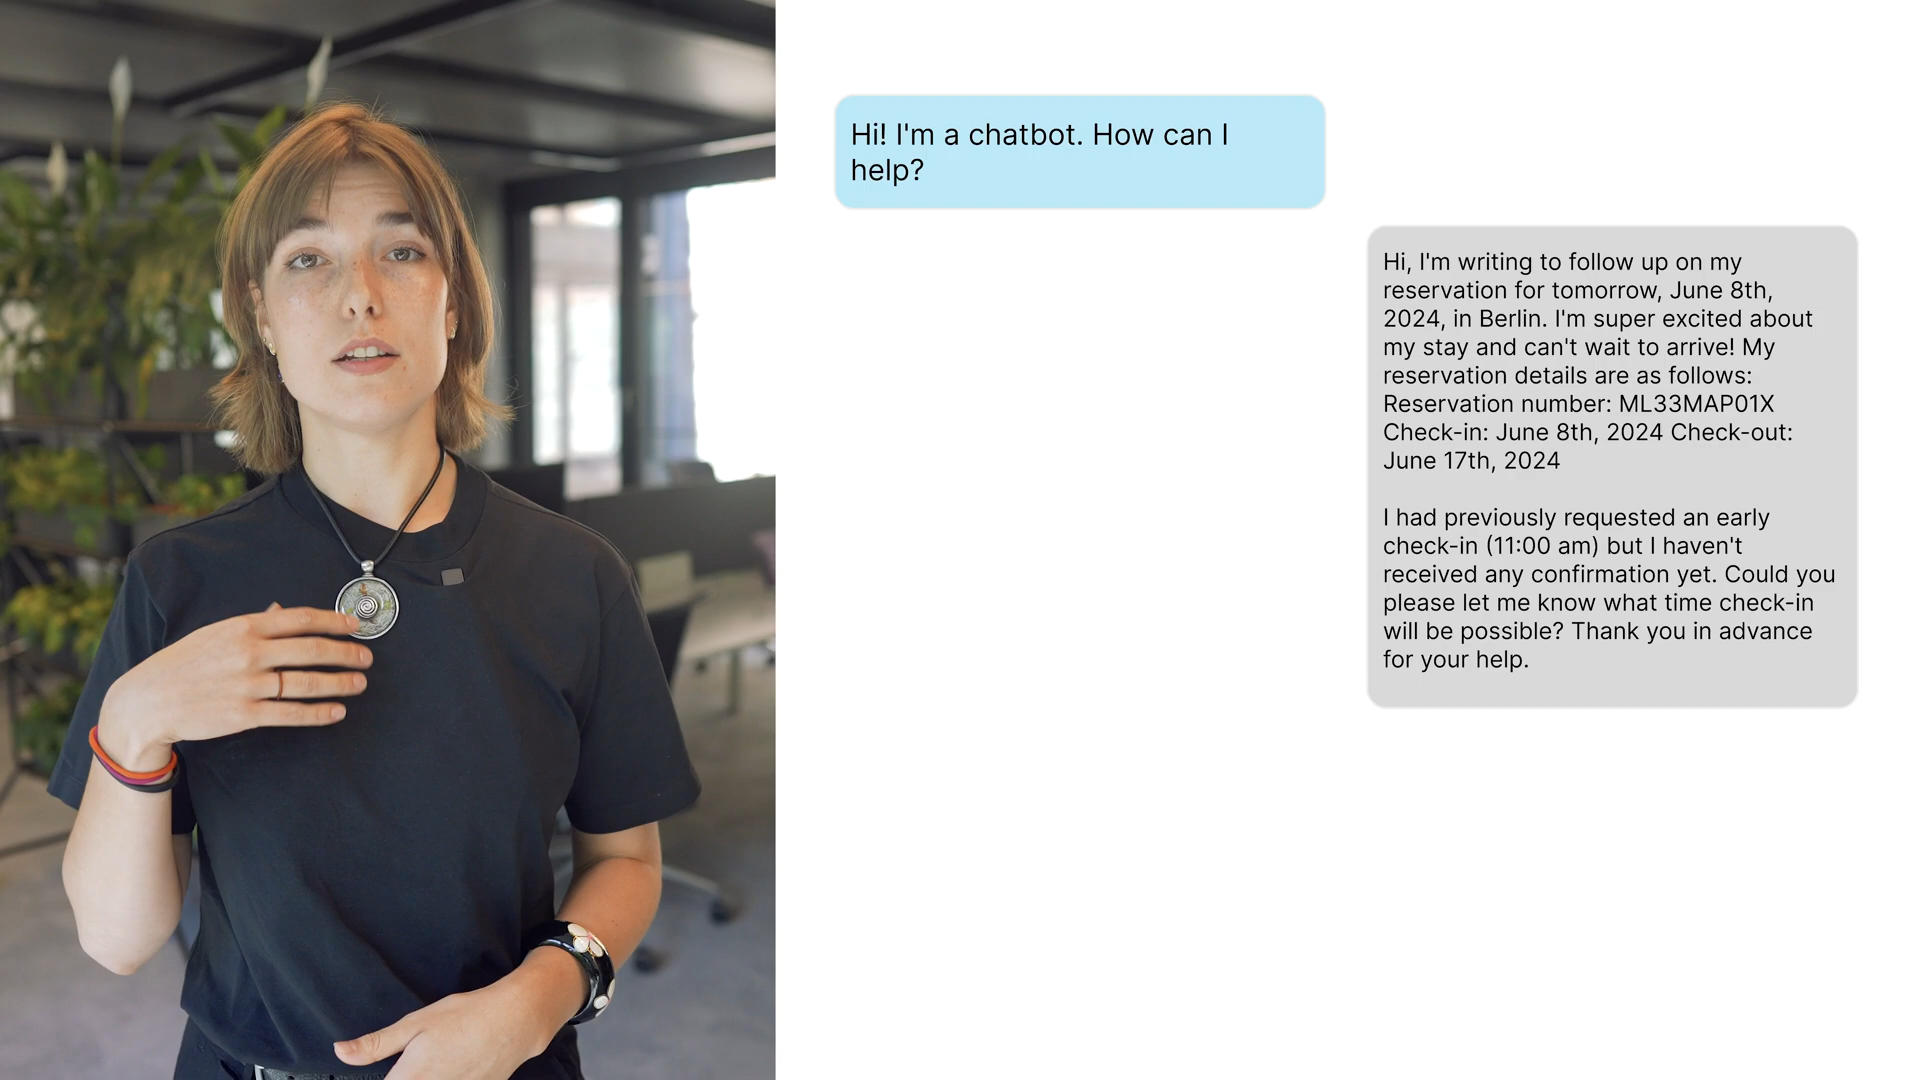 Hi! I'm a chatbot. How can I
help?
Hi, I'm writing to follow up on my
reservation for tomorrow, June 8th,
2024, in Berlin. I'm super excited about
my stay and can't wait to arrive! My
reservation details are as follows:
Reservation number: ML33MAP01X
Check-in: June 8th, 2024 Check-out:
June 17th, 2024
I had previously requested an early
check-in (11:00 am) but I haven't
received any confirmation yet. Could you
please let me know what time check-in
will be possible? Thank you in advance
for your help.